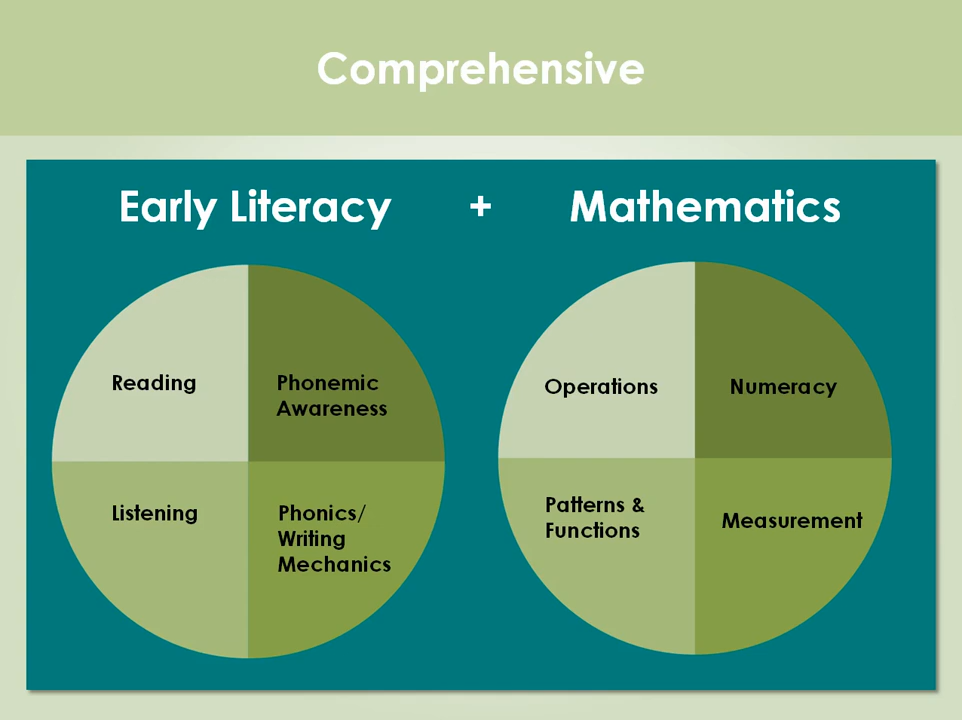 Comprehensive
Early Literacy + Mathematics
Reading
Phonemic
Awareness
Listening
Phonics/
Writing
Mechanics
Operations
Numeracy
Patterns &
Functions
Measurement